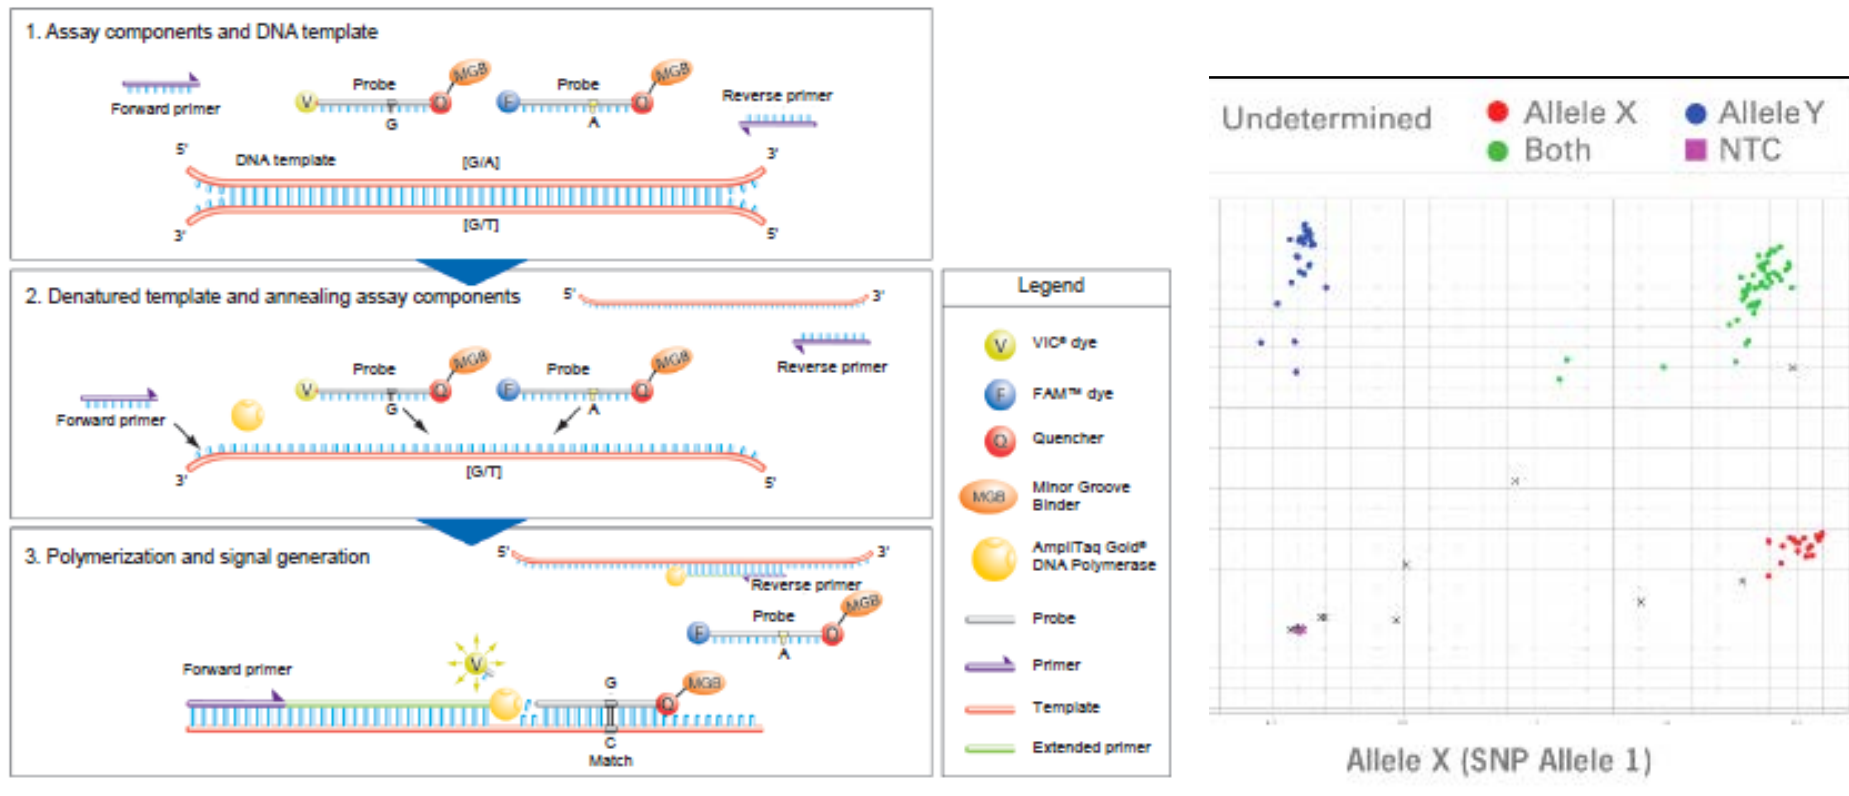 1. Assay components and DNA template
Forward primer
Probe
V
G
Q
MGB
Probe
F
A
Q
MGB
Reverse primer
5'
DNA template
[G/A]
3'
3'
[G/T]
5'
2. Denatured template and annealing assay components
5'
3'
Forward primer
Probe
V
G
Q
MGB
Probe
F
A
Q
MGB
Reverse primer
3'
[G/T]
5'
3. Polymerization and signal generation
5'
3'
Reverse primer
Probe
F
A
Q
MGB
Forward primer
V
G
Q
MGB
C
Match
Legend
V VIC® dye
F FAM™ dye
Q Quencher
MGB Minor Groove
Binder
AmpliTaq Gold®
DNA Polymerase
Probe
Primer
Template
Extended primer
Undetermined
Allele X
Allele Y
Both
NTC
Allele X (SNP Allele 1)